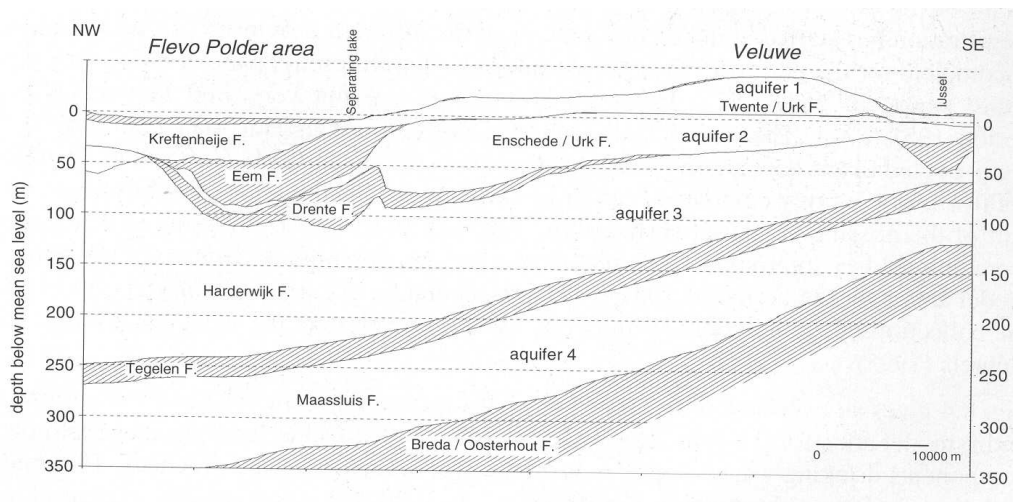 NW
SE
Flevo Polder area
Separating lake
Veluwe
IJssel
aquifer 1
Twente / Urk F.
Kreftenheije F.
Enschede / Urk F.
aquifer 2
Eem F.
Drente F.
aquifer 3
Harderwijk F.
aquifer 4
Tegelen F.
Maassluis F.
Breda / Oosterhout F.
depth below mean sea level (m)
0
50
100
150
200
250
300
350
0
50
100
150
200
250
300
350
0 10000 m